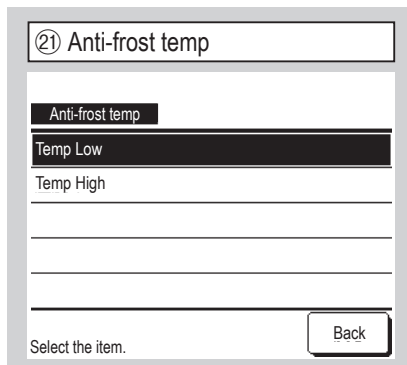 ㉑ Anti-frost temp
Anti-frost temp
Temp Low
Temp High
Select the item.
Back